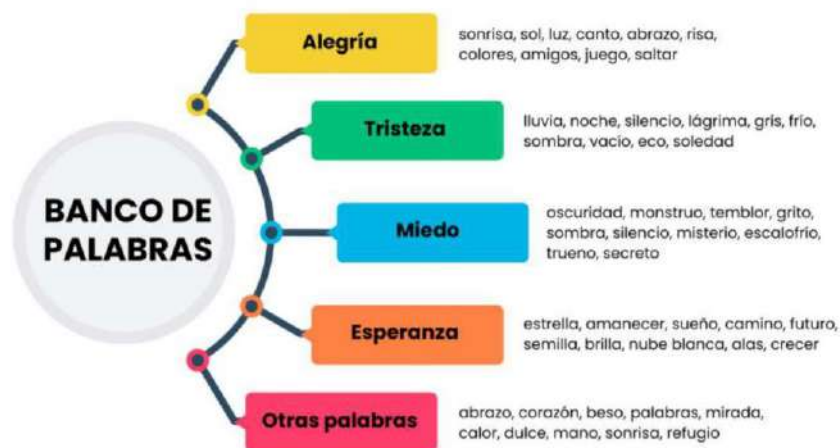 BANCO DE
PALABRAS
Alegría
sonrisa, sol, luz, canto, abrazo, risa,
colores, amigos, juego, saltar
Tristeza
lluvia, noche, silencio, lágrima, gris, frío,
sombra, vacío, eco, soledad
Miedo
oscuridad, monstruo, temblor, grito,
sombra, silencio, misterio, escalofrío,
trueno, secreto
Esperanza
estrella, amanecer, sueño, camino, futuro,
semilla, brilla, nube blanca, alas, crecer
Otras palabras
abrazo, corazón, beso, palabras, mirada,
calor, dulce, mano, sonrisa, refugio